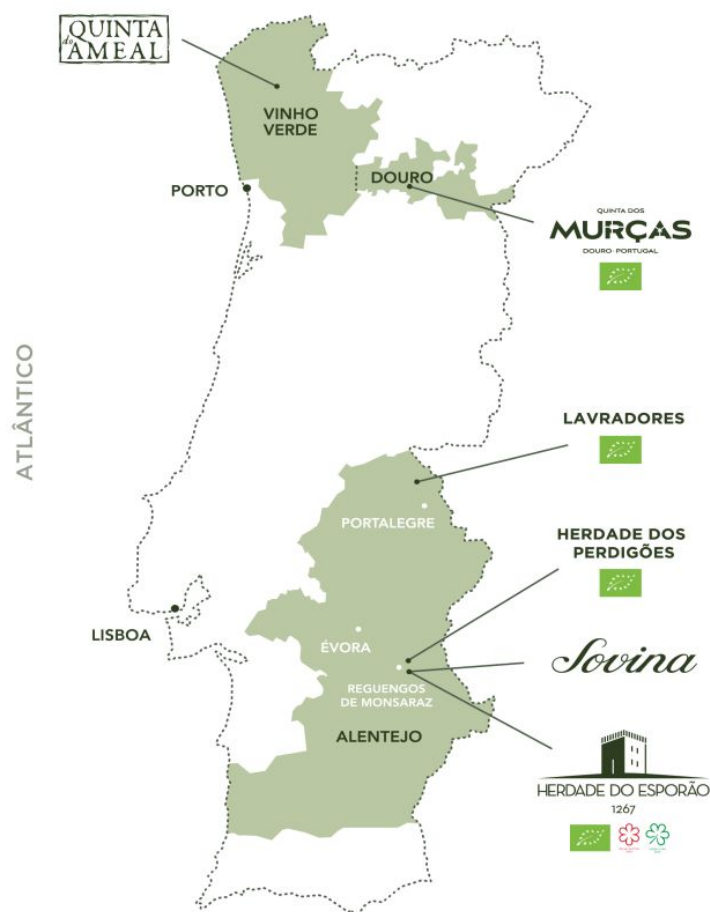 QUINTA
do AMEAL
VINHO
VERDE
DOURO
PORTO
QUINTA DOS
MURÇAS
DOURO · PORTUGAL
ATLÂNTICO
LAVRADORES
PORTALEGRE
HERDADE DOS
PERDIGÕES
LISBOA
ÉVORA
Sovina
REGUENGOS
DE MONSARAZ
ALENTEJO
HERDADE DO ESPORÃO
1267